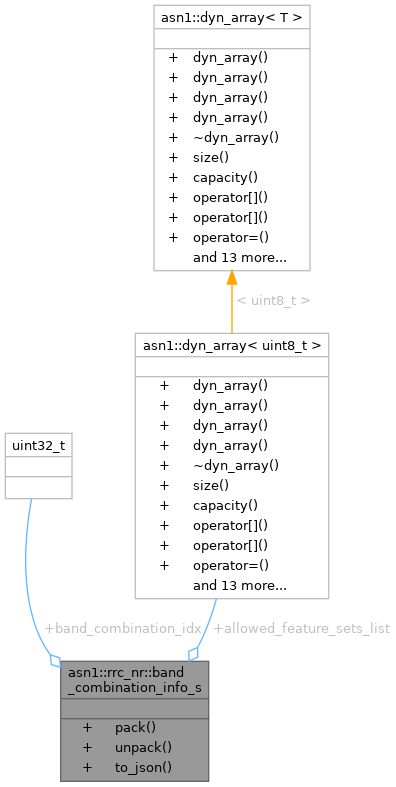 asn1::dyn_array< T >
+ dyn_array()
+ dyn_array()
+ dyn_array()
+ dyn_array()
+ ~dyn_array()
+ size()
+ capacity()
+ operator[]()
+ operator[]()
+ operator=()
and 13 more...
< uint8_t >
asn1::dyn_array< uint8_t >
+ dyn_array()
+ dyn_array()
+ dyn_array()
+ dyn_array()
+ ~dyn_array()
+ size()
+ capacity()
+ operator[]()
+ operator[]()
+ operator=()
and 13 more...
uint32_t
+band_combination_idx
+allowed_feature_sets_list
asn1::rrc_nr::band
_combination_info_s
+ pack()
+ unpack()
+ to_json()